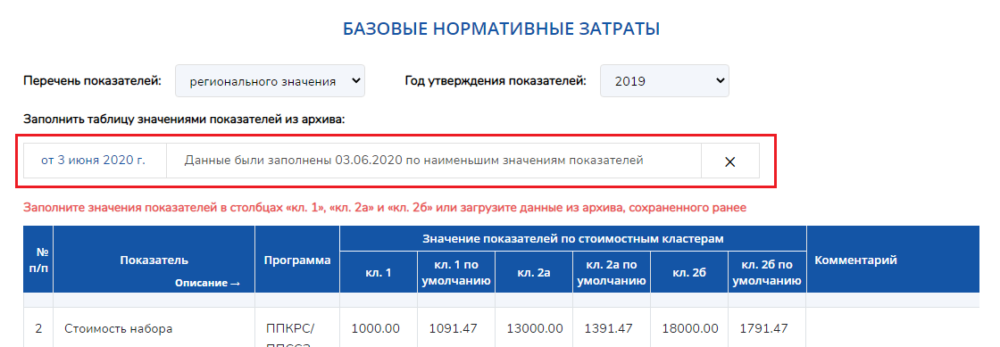 БАЗОВЫЕ НОРМАТИВНЫЕ ЗАТРАТЫ
Перечень показателей: регионального значения Год утверждения показателей: 2019
Заполнить таблицу значениями показателей из архива:
от 3 июня 2020 г. Данные были заполнены 03.06.2020 по наименьшим значениям показателей ×
Заполните значения показателей в столбцах «кл. 1», «кл. 2а» и «кл. 2б» или загрузите данные из архива, сохраненного ранее
№ п/п
Показатель
Описание →
Программа
Значение показателей по стоимостным кластерам
кл. 1
кл. 1 по умолчанию
кл. 2а
кл. 2а по умолчанию
кл. 2б
кл. 2б по умолчанию
Комментарий
2 Стоимость набора ППКРС/ 1000.00 1091.47 13000.00 1391.47 18000.00 1791.47